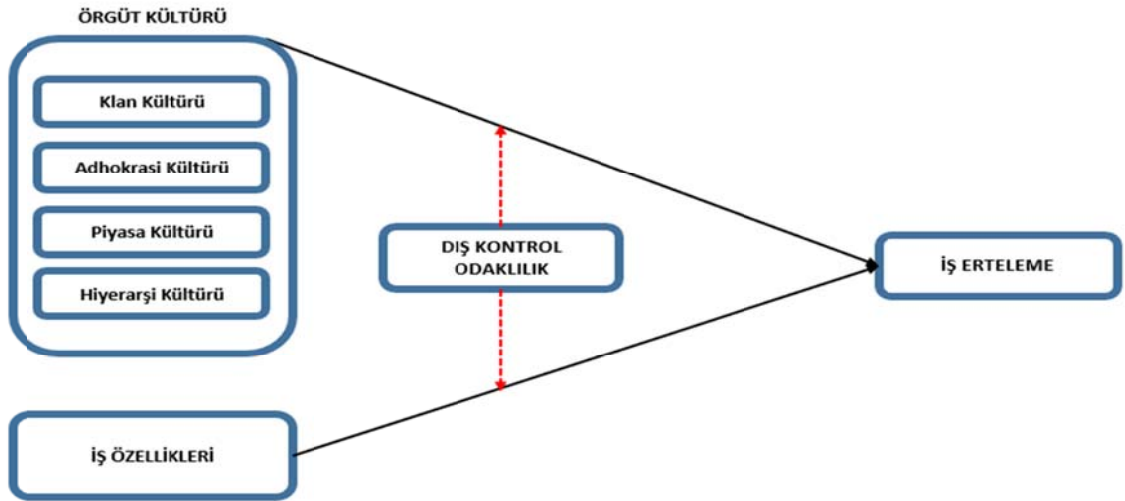 ÖRGÜT KÜLTÜRÜ
Klan Kültürü
Adhokrasi Kültürü
Piyasa Kültürü
Hiyerarşi Kültürü
DIŞ KONTROL
ODAKLILIK
İŞ ERTELEME
İŞ ÖZELLİKLERİ